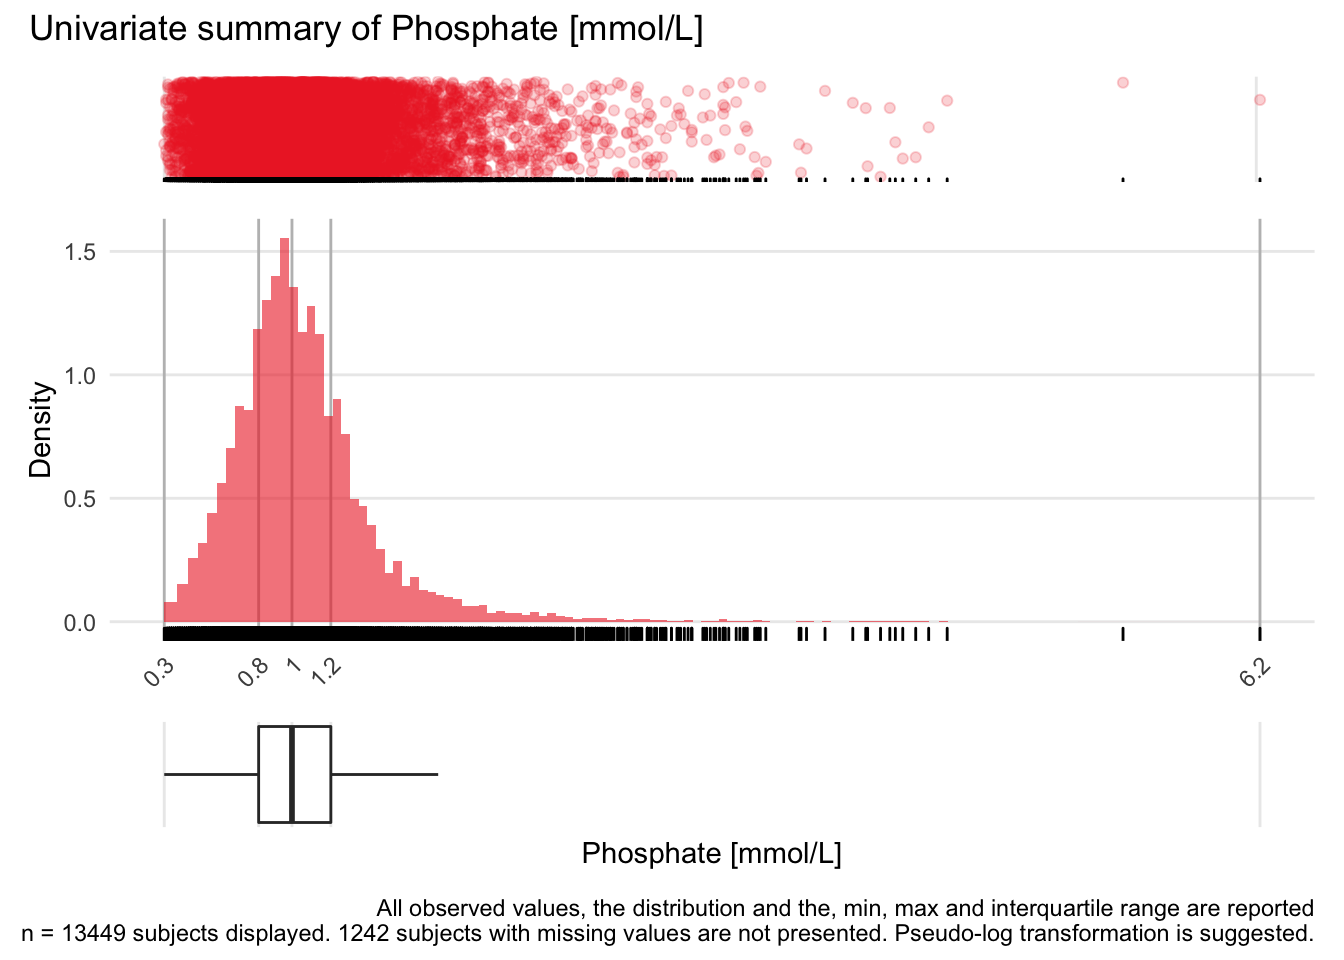 Univariate summary of Phosphate [mmol/L]
1.5
1.0
0.5
0.0
Density
0.3 0.8 1 1.2 6.2
Phosphate [mmol/L]
All observed values, the distribution and the, min, max and interquartile range are reported
n = 13449 subjects displayed. 1242 subjects with missing values are not presented. Pseudo-log transformation is suggested.